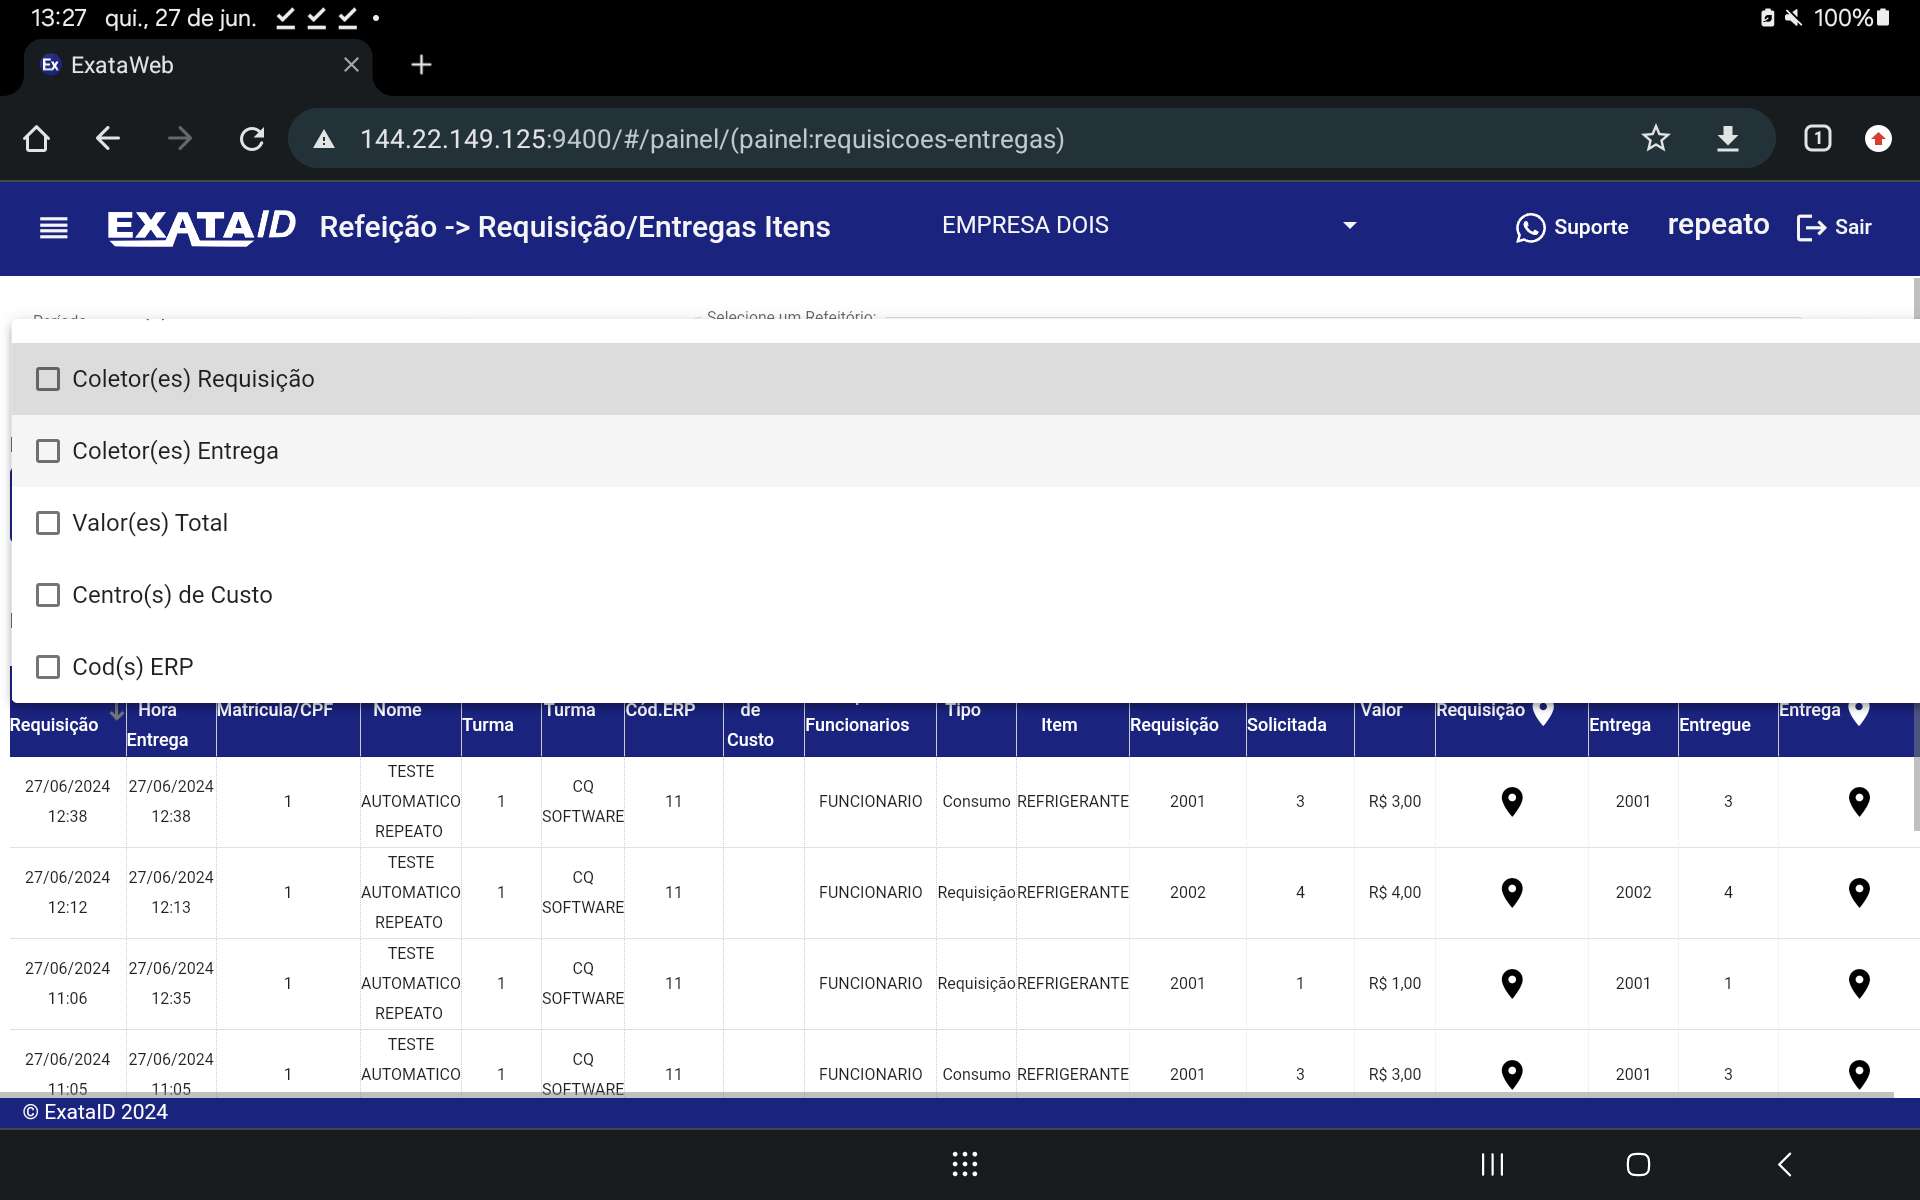 13:27 qui., 27 de jun. 100%
Ex ExataWeb
144.22.149.125:9400/#/painel/(painel:requisicoes-entregas) 1
EXATA/ID Refeição -> Requisição/Entregas Itens EMPRESA DOIS Suporte repeato Sair
Selecione um Refeitório:
Coletor(es) Requisição
Coletor(es) Entrega
Valor(es) Total
Centro(s) de Custo
Cod(s) ERP
Requisição Hora Entrega Matrícula/CPF Nome Turma Turma Cód.ERP de Custo Funcionarios Tipo Item Requisição Solicitada Valor Requisição Entrega Entregue Entrega
27/06/2024 12:38 27/06/2024 12:38 1 TESTE AUTOMATICO REPEATO 1 CQ SOFTWARE 11 FUNCIONARIO Consumo REFRIGERANTE 2001 3 R$ 3,00 2001 3
27/06/2024 12:12 27/06/2024 12:13 1 TESTE AUTOMATICO REPEATO 1 CQ SOFTWARE 11 FUNCIONARIO Requisição REFRIGERANTE 2002 4 R$ 4,00 2002 4
27/06/2024 11:06 27/06/2024 12:35 1 TESTE AUTOMATICO REPEATO 1 CQ SOFTWARE 11 FUNCIONARIO Requisição REFRIGERANTE 2001 1 R$ 1,00 2001 1
27/06/2024 11:05 27/06/2024 11:05 1 TESTE AUTOMATICO 1 CQ SOFTWARE 11 FUNCIONARIO Consumo REFRIGERANTE 2001 3 R$ 3,00 2001 3
© ExataID 2024